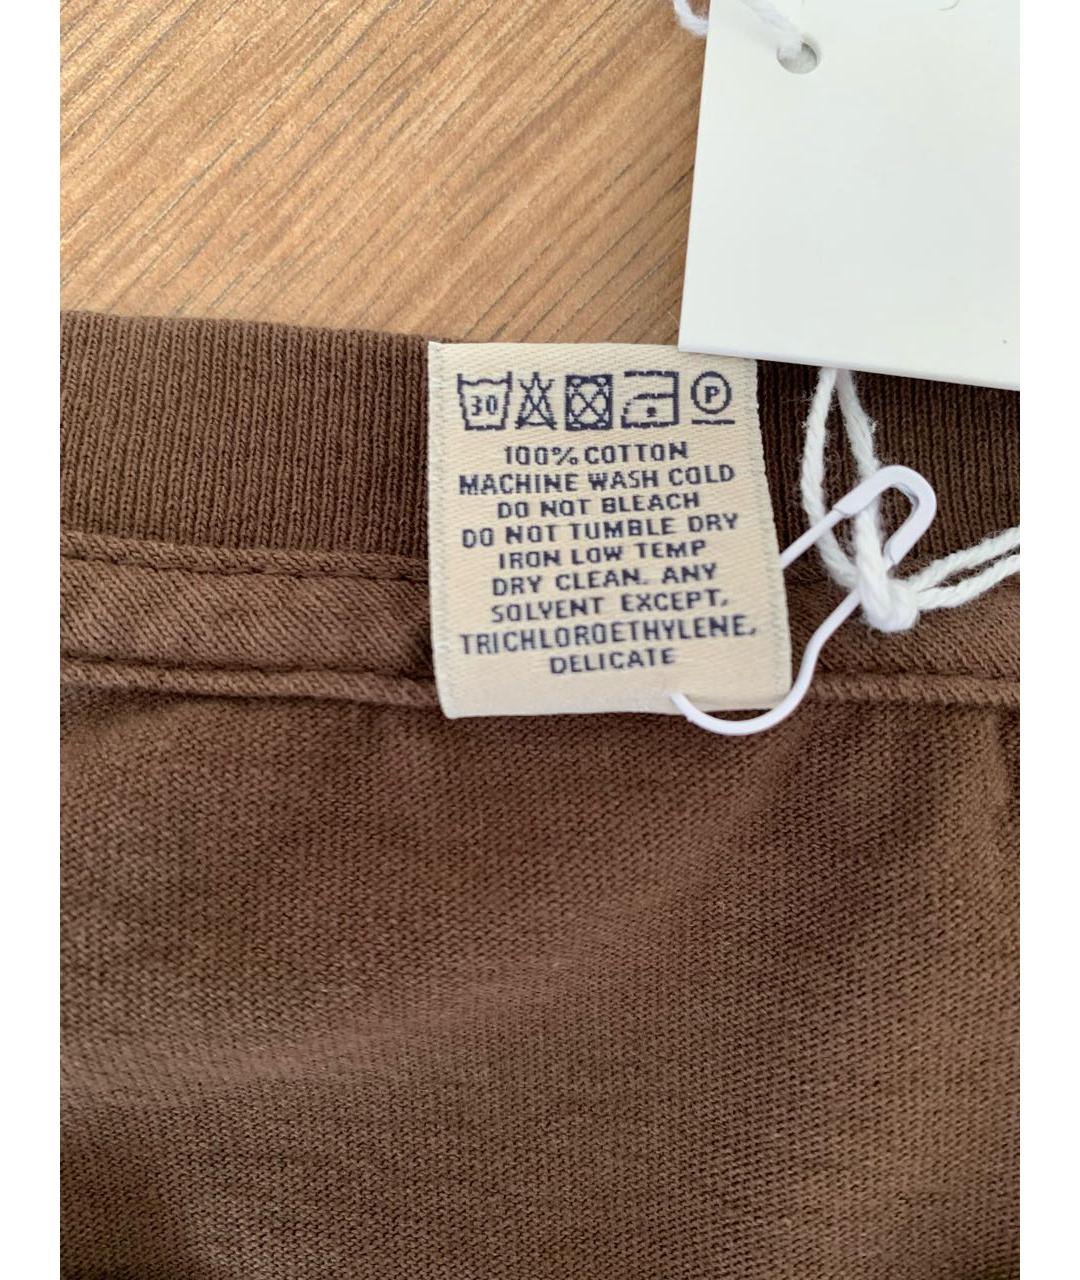 30 P
100% COTTON
MACHINE WASH COLD
DO NOT BLEACH
DO NOT TUMBLE DRY
IRON LOW TEMP
DRY CLEAN. ANY
SOLVENT EXCEPT,
TRICHLOROETHYLENE,
DELICATE